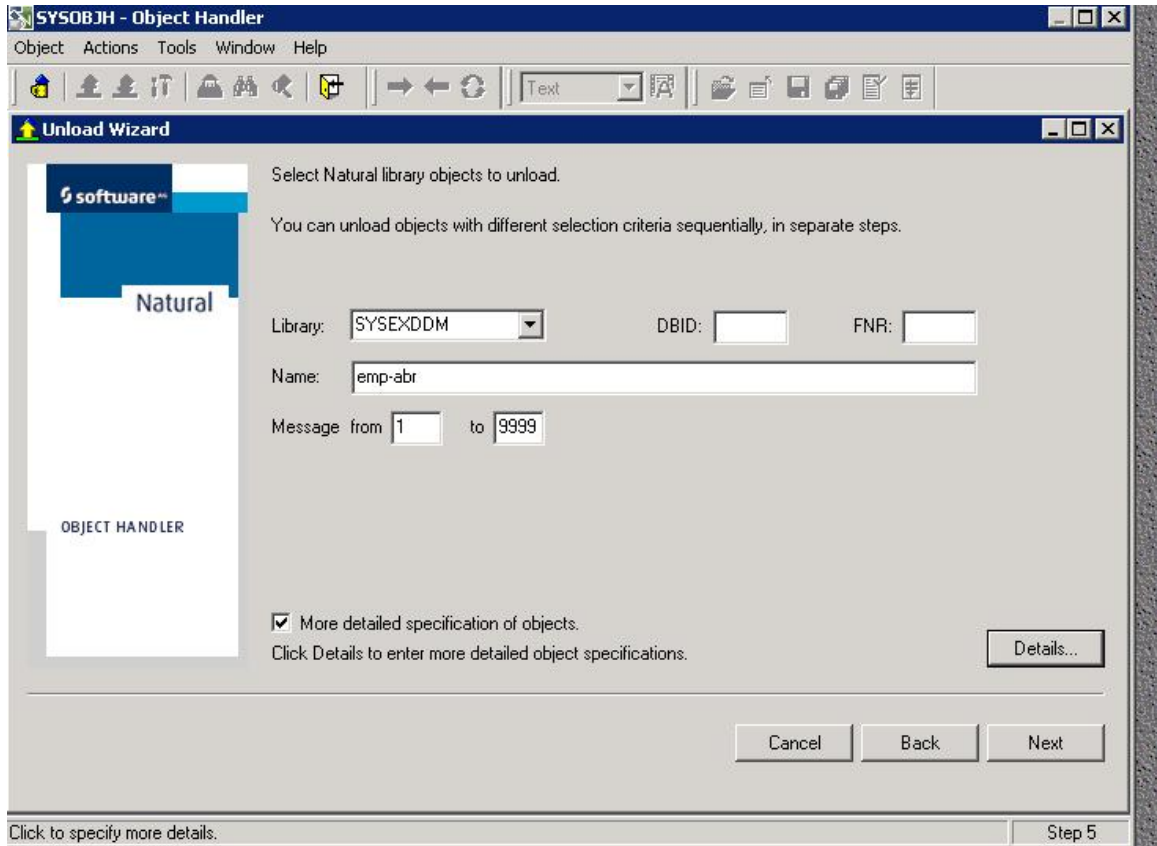 SYSOBJH - Object Handler
Object Actions Tools Window Help
Text
Unload Wizard
software AG
Natural
OBJECT HANDLER
Select Natural library objects to unload.
You can unload objects with different selection criteria sequentially, in separate steps.
Library: SYSEXDDM DBID: FNR:
Name: emp-abr
Message from 1 to 9999
More detailed specification of objects.
Click Details to enter more detailed object specifications.
Details...
Cancel Back Next
Click to specify more details. Step 5